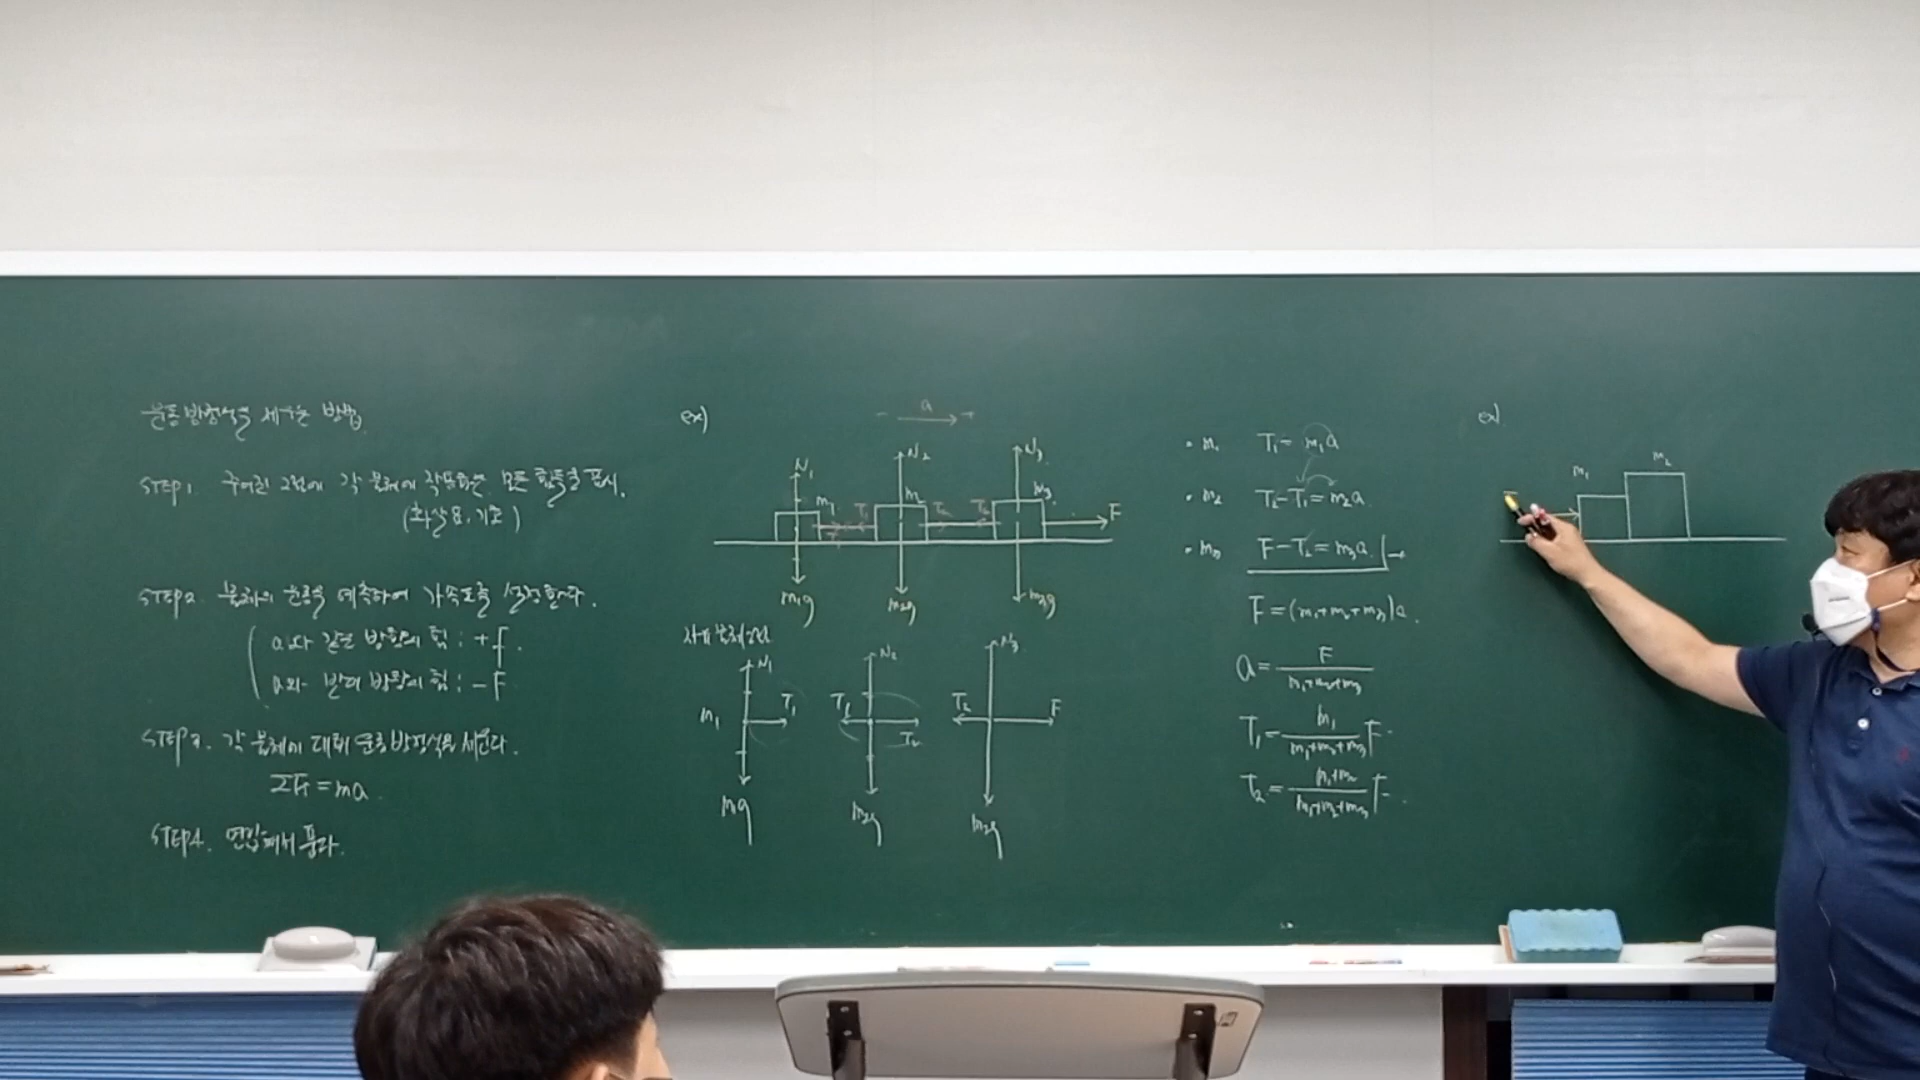 운동방정식을 세우는 방법
STEP1. 주어진 그림에 각 물체에 작용하는 모든 힘들을 표시.
(화살표, 기호)
STEP2. 물체의 운동을 예측하여 가속도를 설정한다.
a와 같은 방향의 힘 : +F.
a와 반대 방향의 힘 : -F
STEP3. 각 물체에 대해 운동방정식을 세운다.
ΣF = ma
STEP4. 연립해서 푼다.
ex)
- a +
N₁ N₂ N₃
m₁ T₁ m₂ T₂ T₂ m₃ F
m₁g m₂g m₃g
자유물체도
N₁ N₂ N₃
m₁ T₁ T₁ T₂ T₂ F
mg m₂g m₂g
• m₁ T₁ = m₁a
• m₂ T₂-T₁ = m₂a
• m₃ F-T₂ = m₃a
F = (m₁+m₂+m₃)a.
a = F / (m₁+m₂+m₃)
T₁ = m₁ / (m₁+m₂+m₃) F
T₂ = (m₁+m₂) / (m₁+m₂+m₃) F
ex)
m₁ m₂